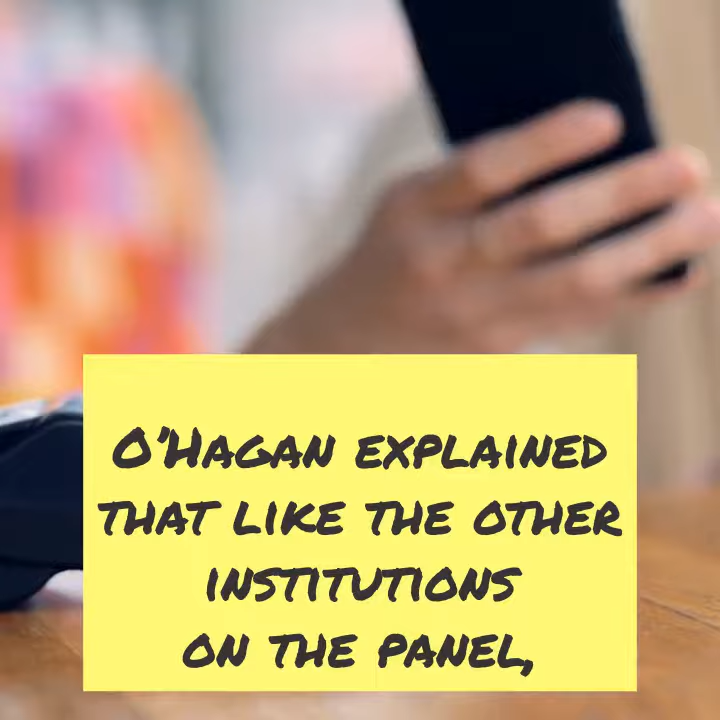 O'HAGAN EXPLAINED
THAT LIKE THE OTHER
INSTITUTIONS
ON THE PANEL,